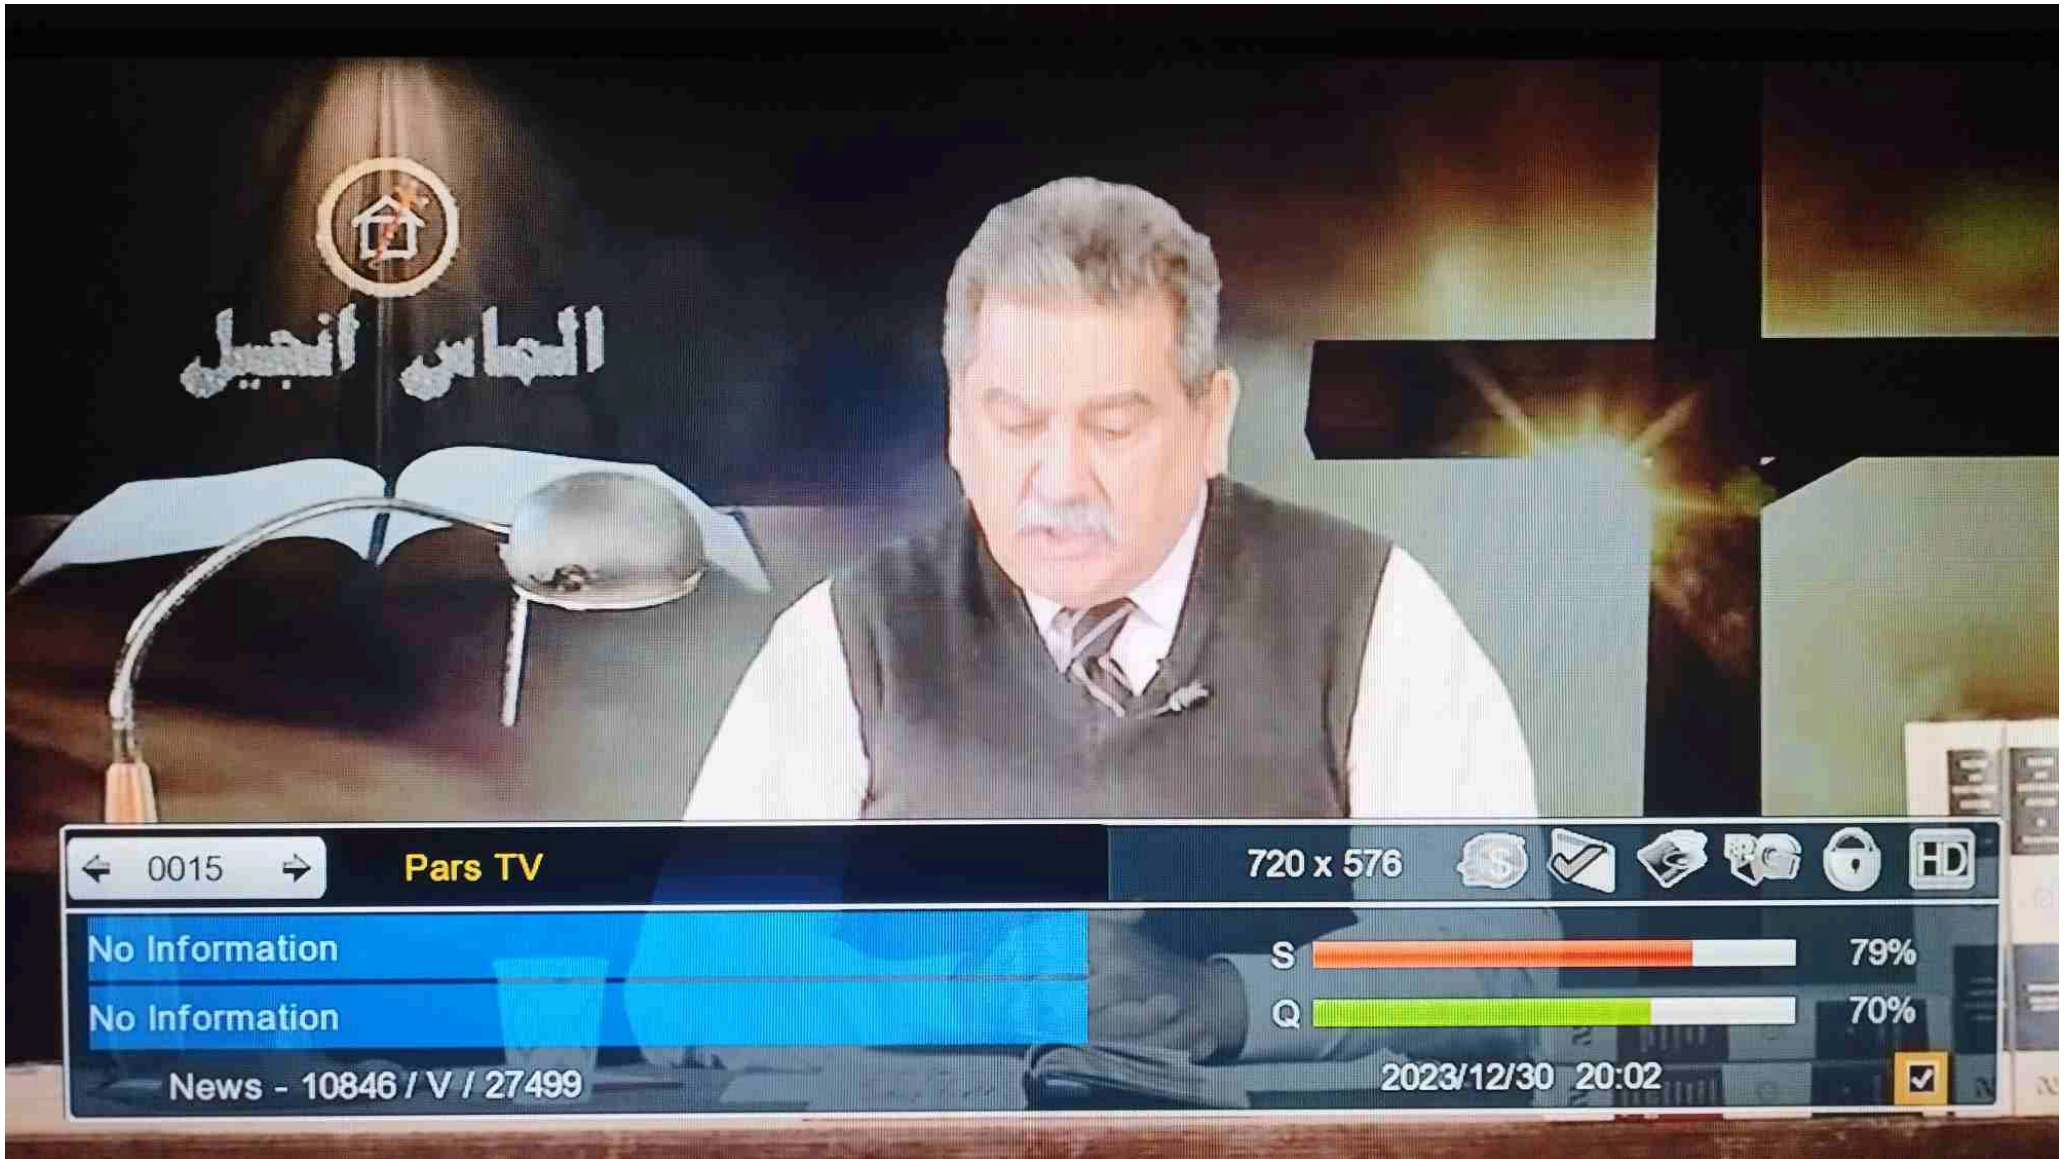 الماس انجیل
0015
Pars TV
720 x 576
HD
No Information
No Information
S 79%
Q 70%
News - 10846 / V / 27499
2023/12/30 20:02